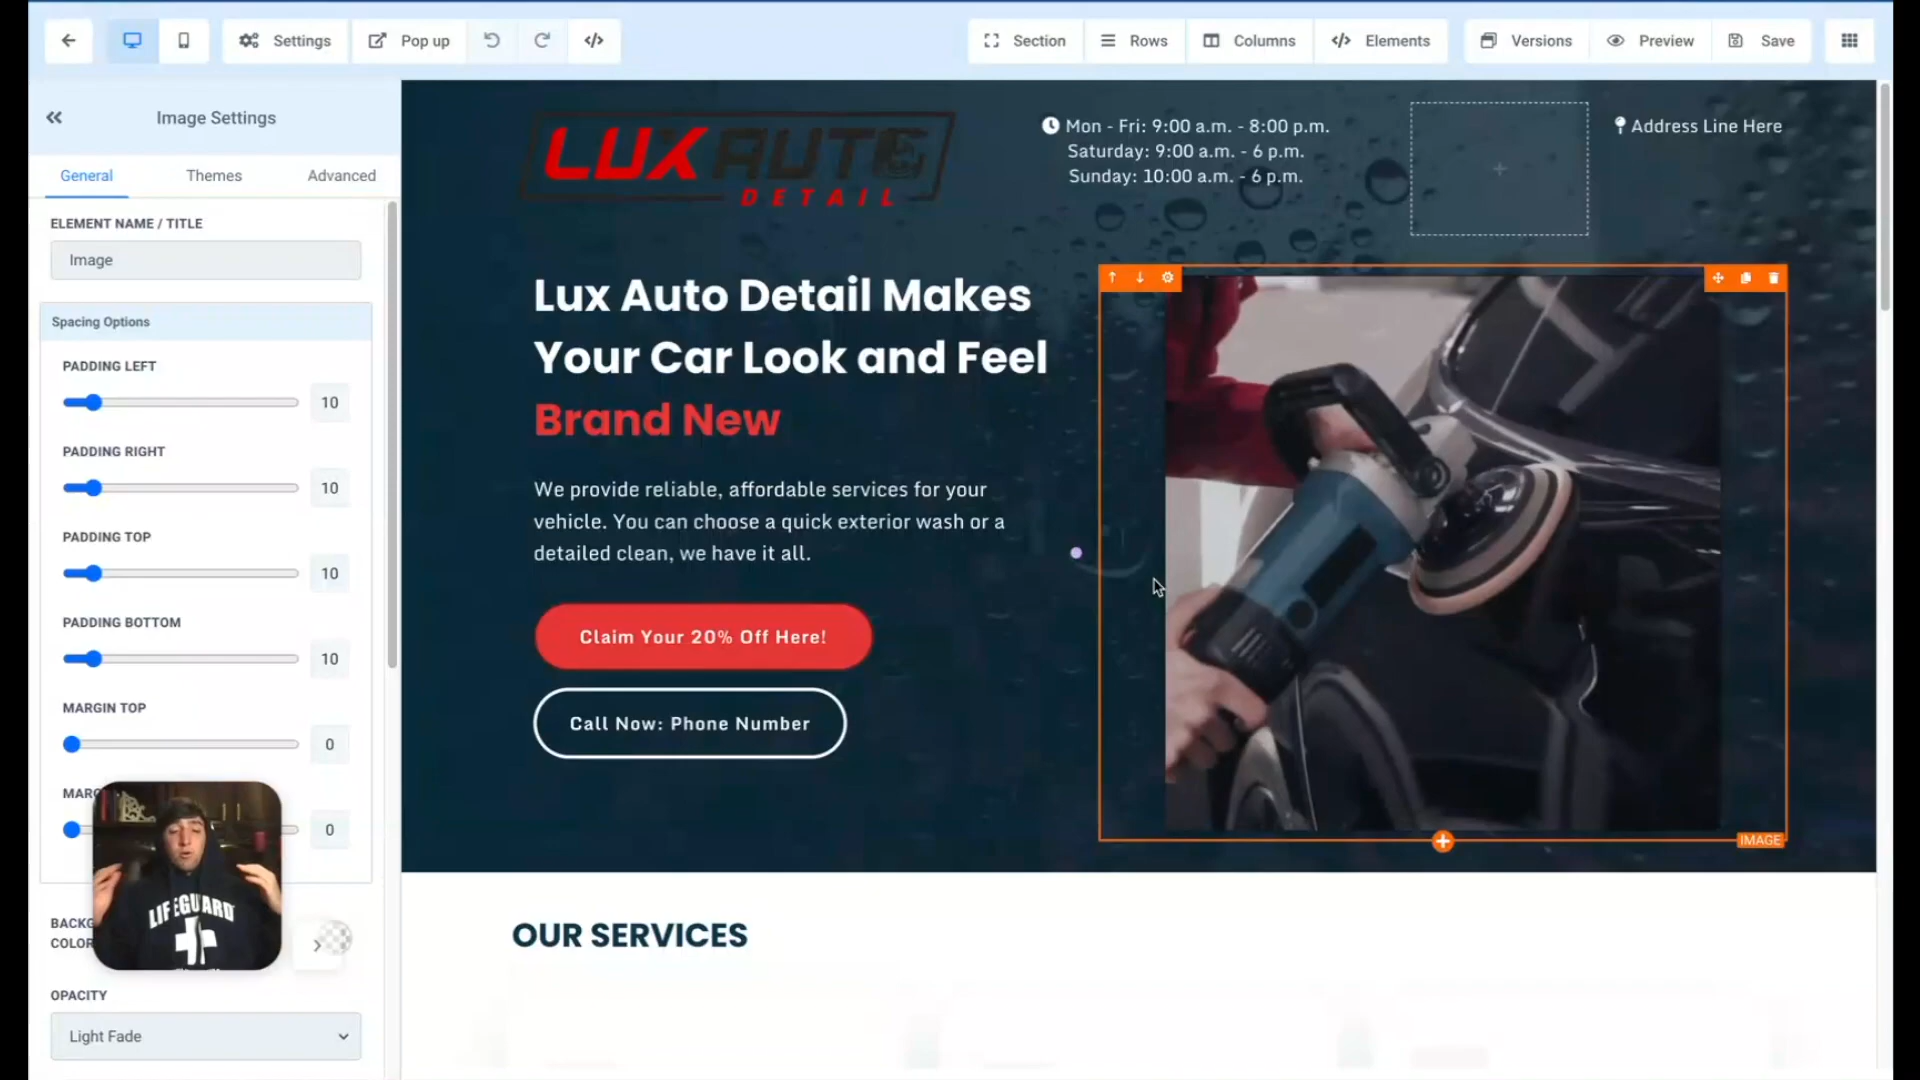 Settings
Pop up
Section
Rows
Columns
Elements
Versions
Preview
Save
Image Settings
General
Themes
Advanced
ELEMENT NAME / TITLE
Image
Spacing Options
PADDING LEFT
10
PADDING RIGHT
10
PADDING TOP
10
PADDING BOTTOM
10
MARGIN TOP
0
0
OPACITY
Light Fade
LIFEGUARD
LUX AUTO
DETAIL
Mon - Fri: 9:00 a.m. - 8:00 p.m.
Saturday: 9:00 a.m. - 6 p.m.
Sunday: 10:00 a.m. - 6 p.m.
Address Line Here
Lux Auto Detail Makes
Your Car Look and Feel
Brand New
We provide reliable, affordable services for your
vehicle. You can choose a quick exterior wash or a
detailed clean, we have it all.
Claim Your 20% Off Here!
Call Now: Phone Number
IMAGE
OUR SERVICES